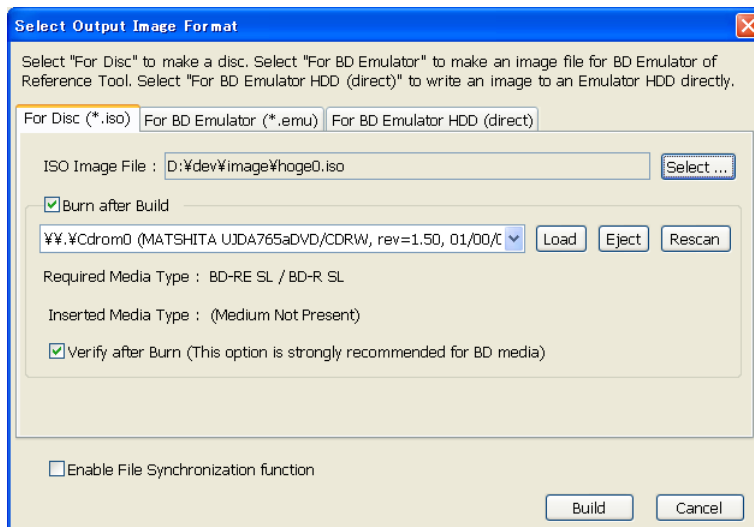 Select Output Image Format
Select "For Disc" to make a disc. Select "For BD Emulator" to make an image file for BD Emulator of
Reference Tool. Select "For BD Emulator HDD (direct)" to write an image to an Emulator HDD directly.
For Disc (*.iso) For BD Emulator (*.emu) For BD Emulator HDD (direct)
ISO Image File : D:¥dev¥image¥hoge0.iso Select ...
Burn after Build
¥¥.¥Cdrom0 (MATSHITA UJDA765aDVD/CDRW, rev=1.50, 01/00/ Load Eject Rescan
Required Media Type : BD-RE SL / BD-R SL
Inserted Media Type : (Medium Not Present)
Verify after Burn (This option is strongly recommended for BD media)
Enable File Synchronization function
Build Cancel